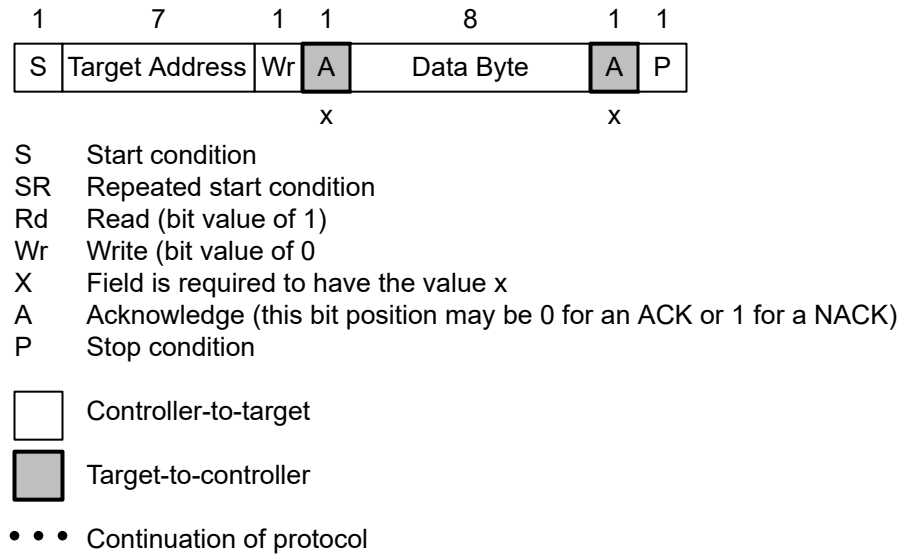 1 7 1 1 8 1 1
S Target Address Wr A Data Byte A P
x x
S Start condition
SR Repeated start condition
Rd Read (bit value of 1)
Wr Write (bit value of 0
X Field is required to have the value x
A Acknowledge (this bit position may be 0 for an ACK or 1 for a NACK)
P Stop condition
Controller-to-target
Target-to-controller
• • • Continuation of protocol